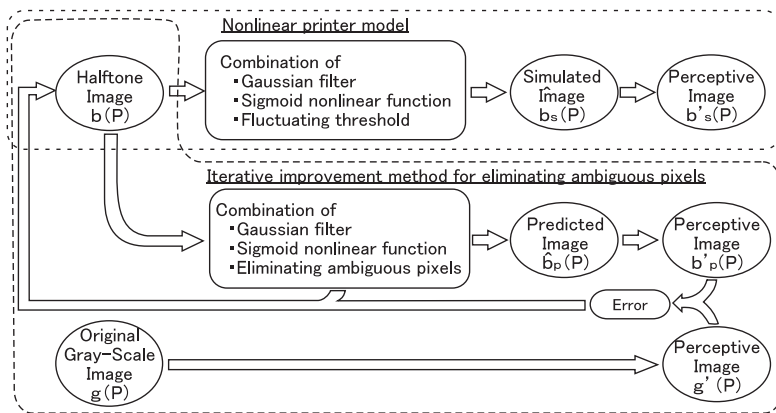 Nonlinear printer model
Halftone
Image
b(P)
Combination of
・Gaussian filter
・Sigmoid nonlinear function
・Fluctuating threshold
Simulated
Image
b̂s(P)
Perceptive
Image
b's(P)
Iterative improvement method for eliminating ambiguous pixels
Combination of
・Gaussian filter
・Sigmoid nonlinear function
・Eliminating ambiguous pixels
Predicted
Image
b̂p(P)
Perceptive
Image
b'p(P)
Error
Original
Gray-Scale
Image
g(P)
Perceptive
Image
g'(P)